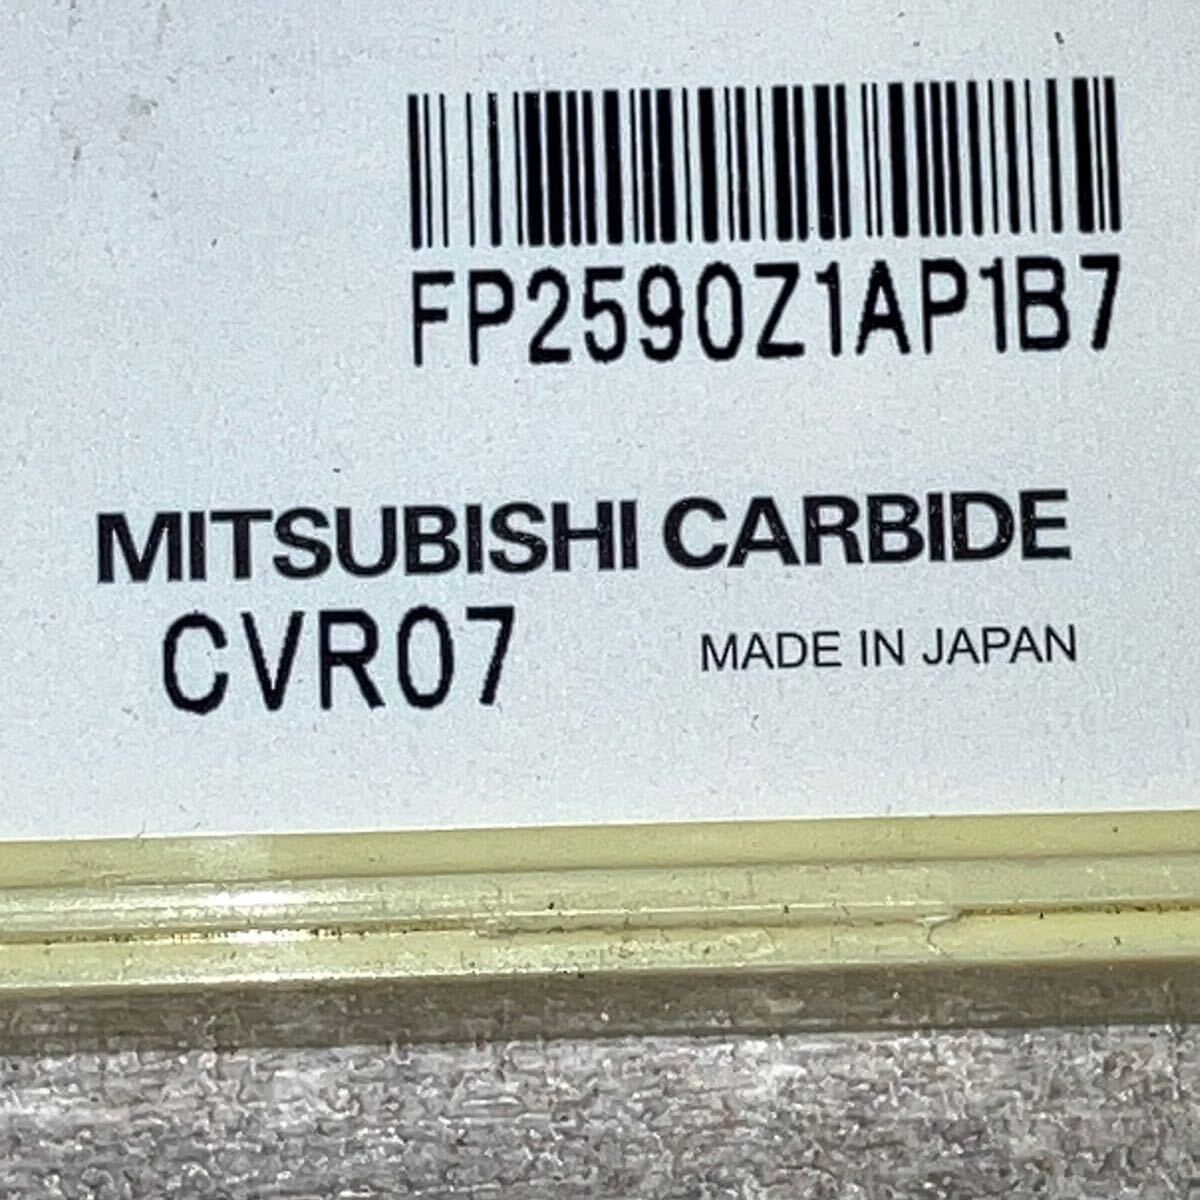 FP2590Z1AP1B7
MITSUBISHI CARBIDE
CVR07 MADE IN JAPAN